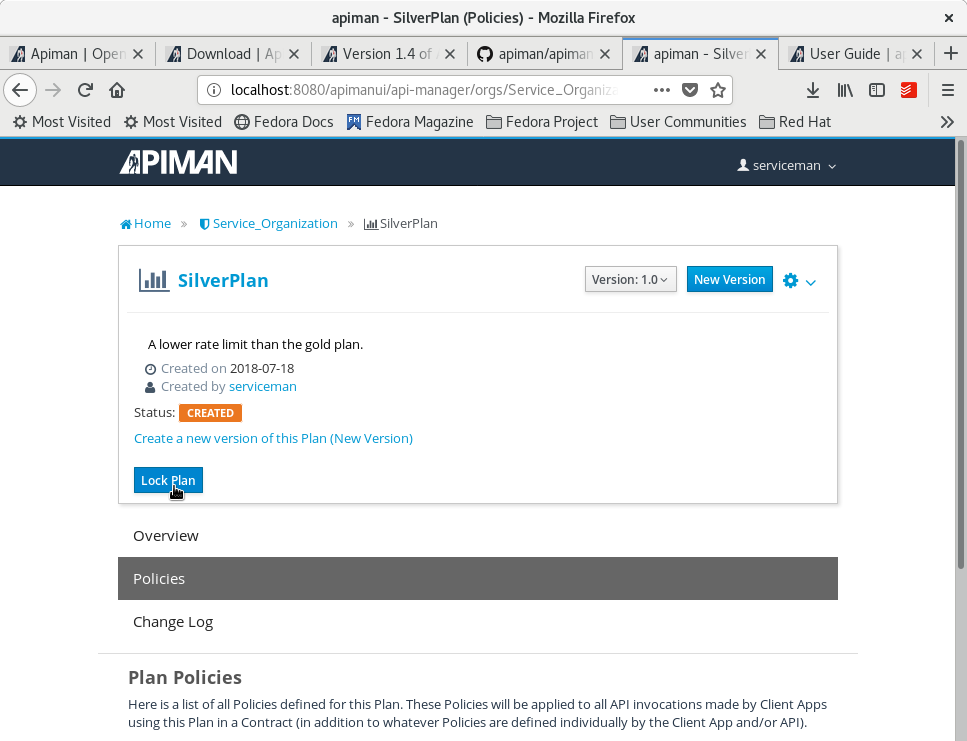 apiman - SilverPlan (Policies) - Mozilla Firefox
Apiman | Open
Download | Ap
Version 1.4 of
apiman/apiman
apiman - Silver
User Guide | a
localhost:8080/apimanui/api-manager/orgs/Service_Organiza
Most Visited
Most Visited
Fedora Docs
FM
Fedora Magazine
Fedora Project
User Communities
Red Hat
APIMAN
serviceman
Home » Service_Organization » SilverPlan
SilverPlan
Version: 1.0
New Version
A lower rate limit than the gold plan.
Created on 2018-07-18
Created by serviceman
Status: CREATED
Create a new version of this Plan (New Version)
Lock Plan
Overview
Policies
Change Log
Plan Policies
Here is a list of all Policies defined for this Plan. These Policies will be applied to all API invocations made by Client Apps
using this Plan in a Contract (in addition to whatever Policies are defined individually by the Client App and/or API).